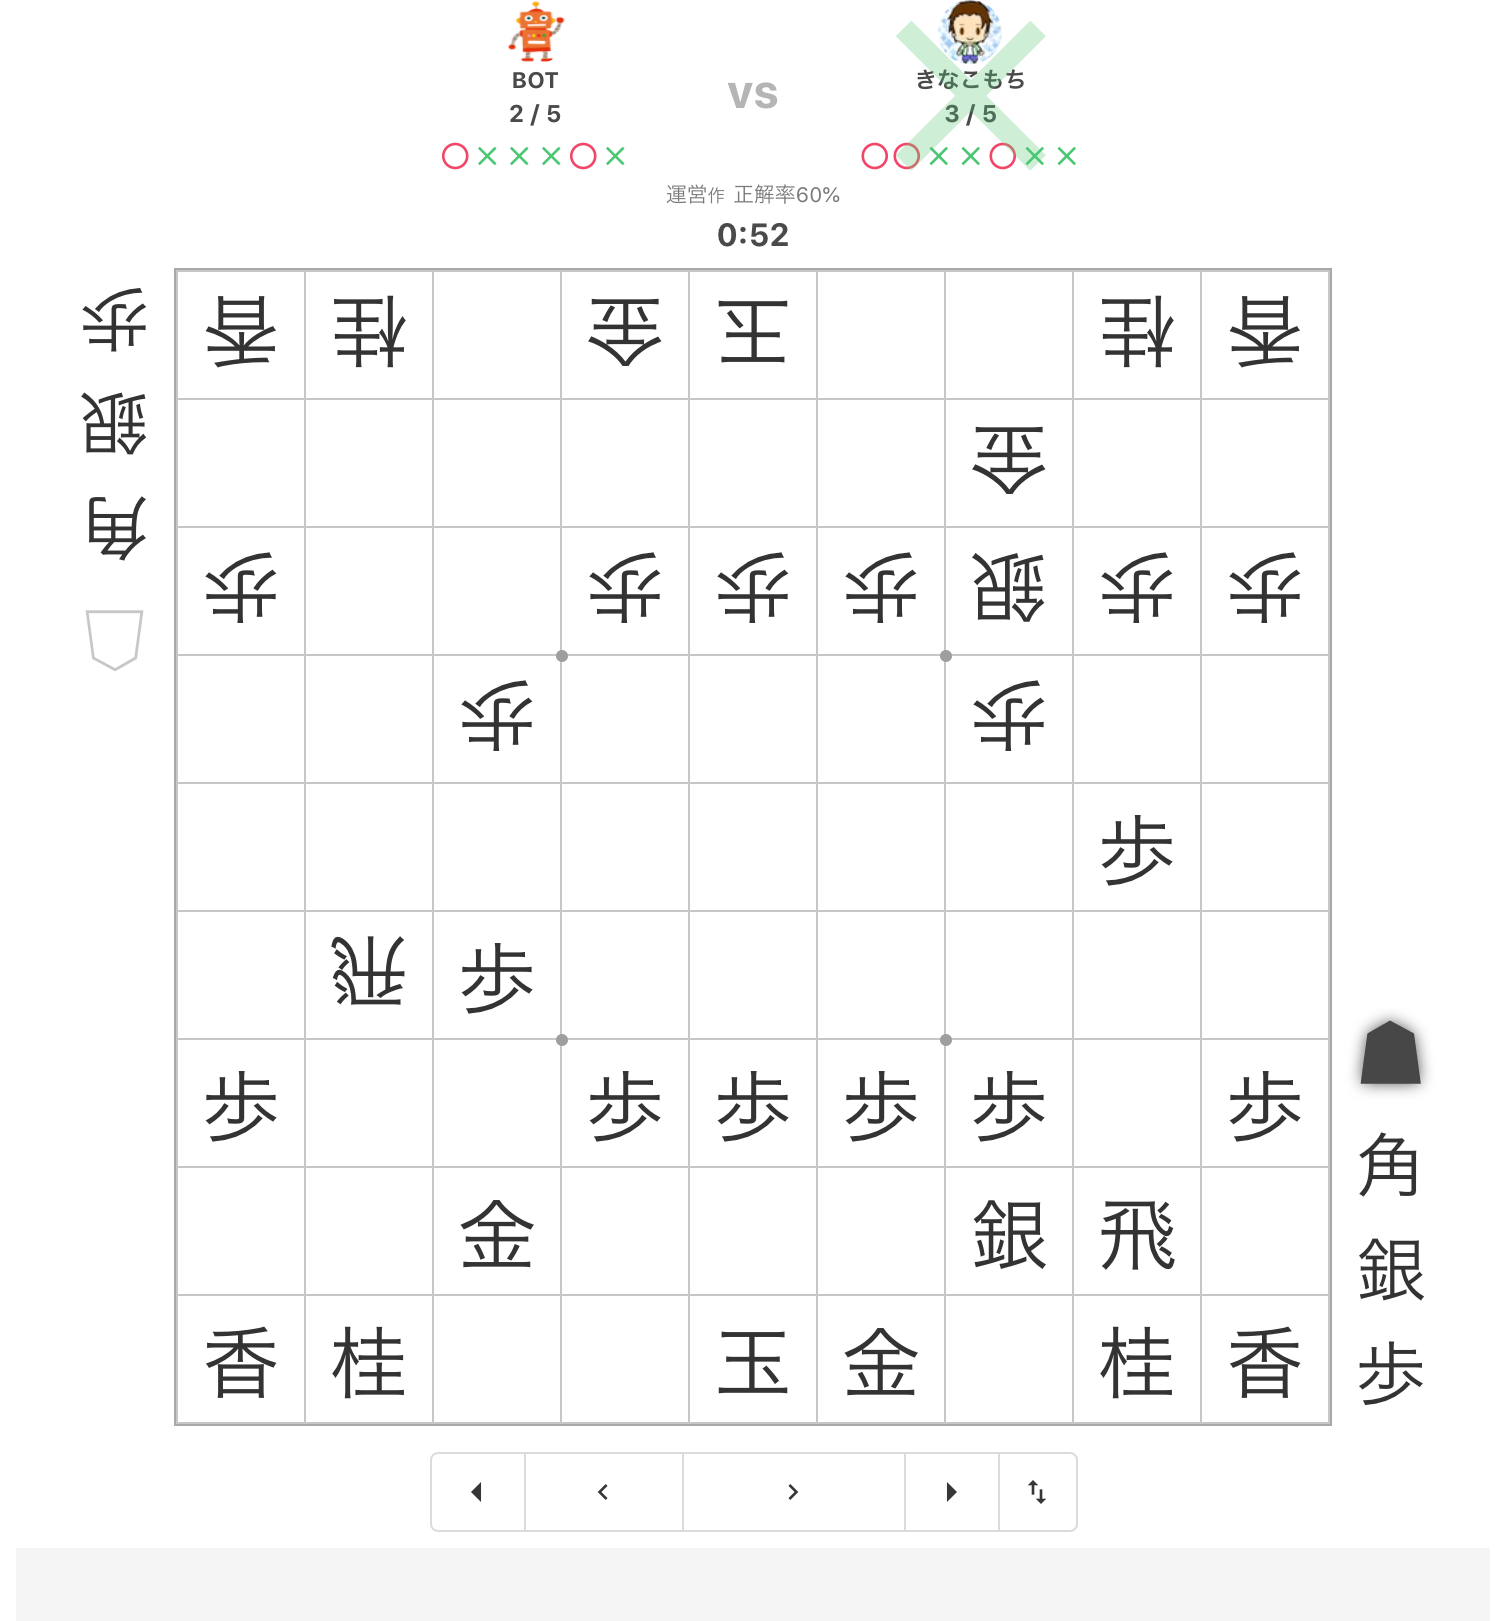 BOT
2 / 5
○×××○×
vs
きなこもち
3 / 5
○○××○××
運営作 正解率60%
0:52
歩
銀
角
香 桂 金 玉 桂 香
金
歩 歩 歩 歩 銀 歩 歩
歩 歩
歩
飛 歩
歩 歩 歩 歩 歩 歩
金 銀 飛
香 桂 玉 金 桂 香
角
銀
歩